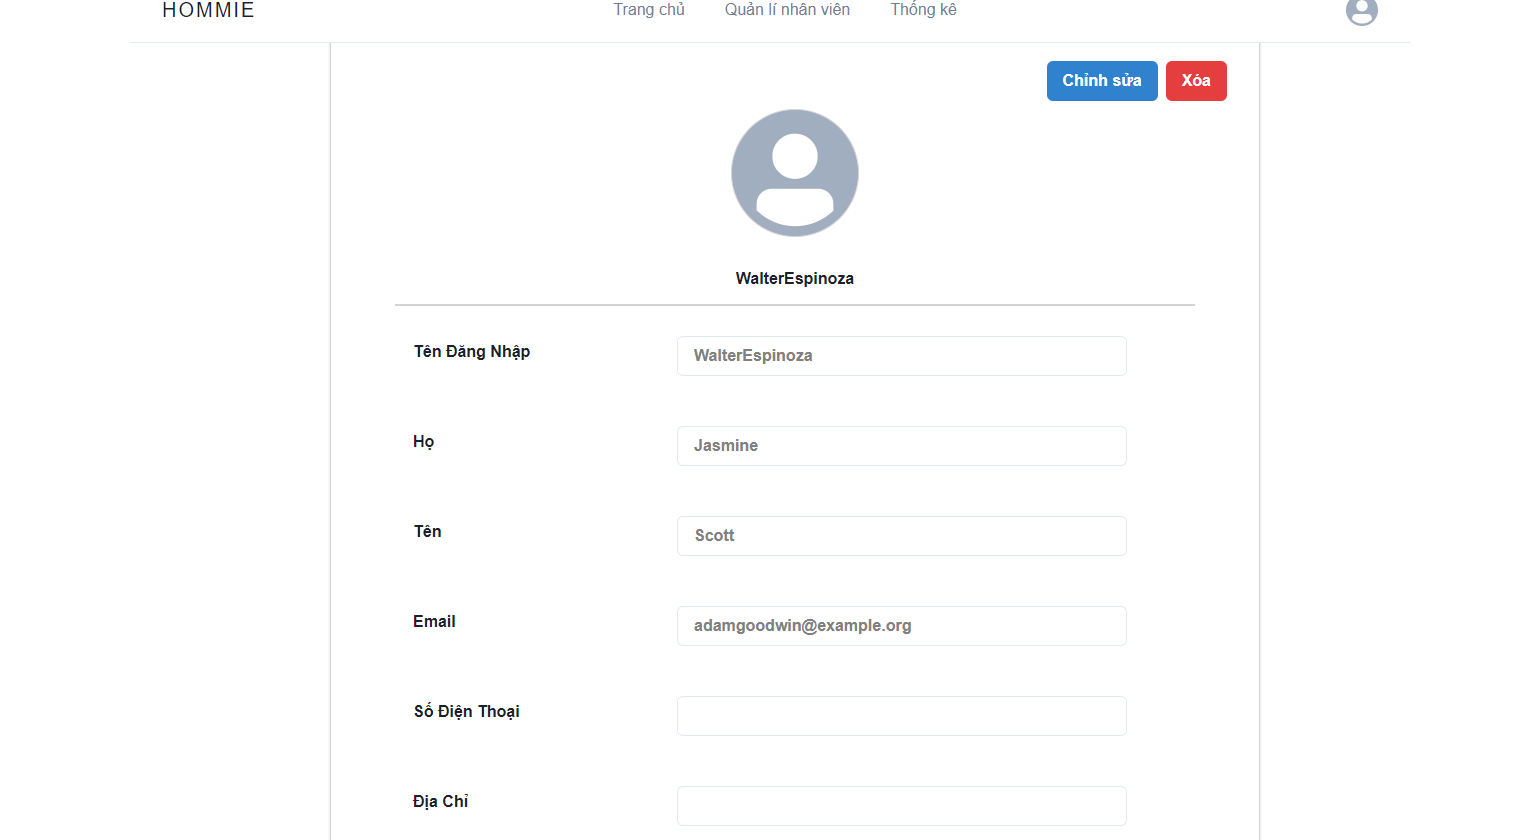 HOMMIE
Trang chủ
Quản lí nhân viên
Thống kê
Chỉnh sửa
Xóa
WalterEspinoza
Tên Đăng Nhập
WalterEspinoza
Họ
Jasmine
Tên
Scott
Email
adamgoodwin@example.org
Số Điện Thoại
Địa Chỉ